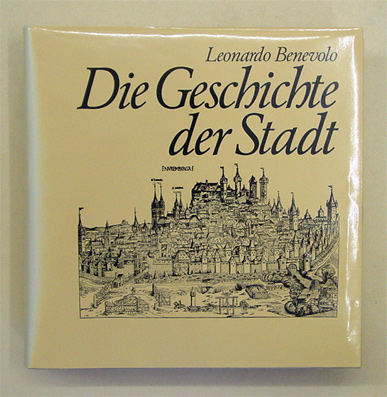 Leonardo Benevolo
Die Geschichte
der Stadt